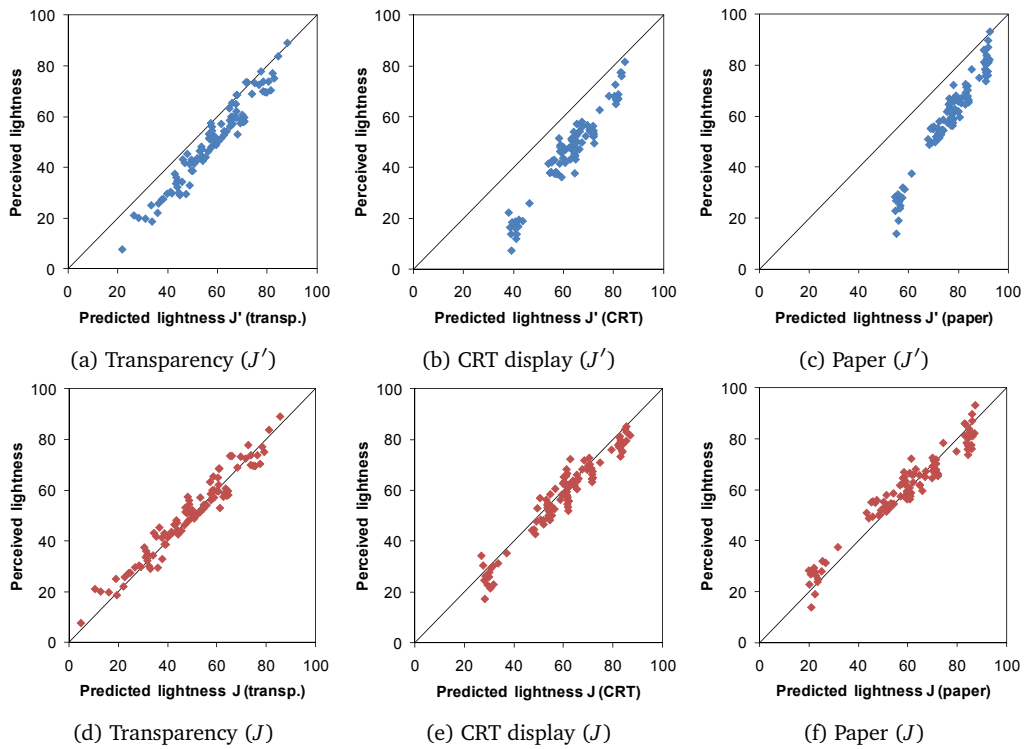 100
80
60
40
20
0
Perceived lightness
0 20 40 60 80 100
Predicted lightness J' (transp.)
(a) Transparency (J′)
100
80
60
40
20
0
Perceived lightness
0 20 40 60 80 100
Predicted lightness J' (CRT)
(b) CRT display (J′)
100
80
60
40
20
0
Perceived lightness
0 20 40 60 80 100
Predicted lightness J' (paper)
(c) Paper (J′)
100
80
60
40
20
0
Perceived lightness
0 20 40 60 80 100
Predicted lightness J (transp.)
(d) Transparency (J)
100
80
60
40
20
0
Perceived lightness
0 20 40 60 80 100
Predicted lightness J (CRT)
(e) CRT display (J)
100
80
60
40
20
0
Perceived lightness
0 20 40 60 80 100
Predicted lightness J (paper)
(f) Paper (J)